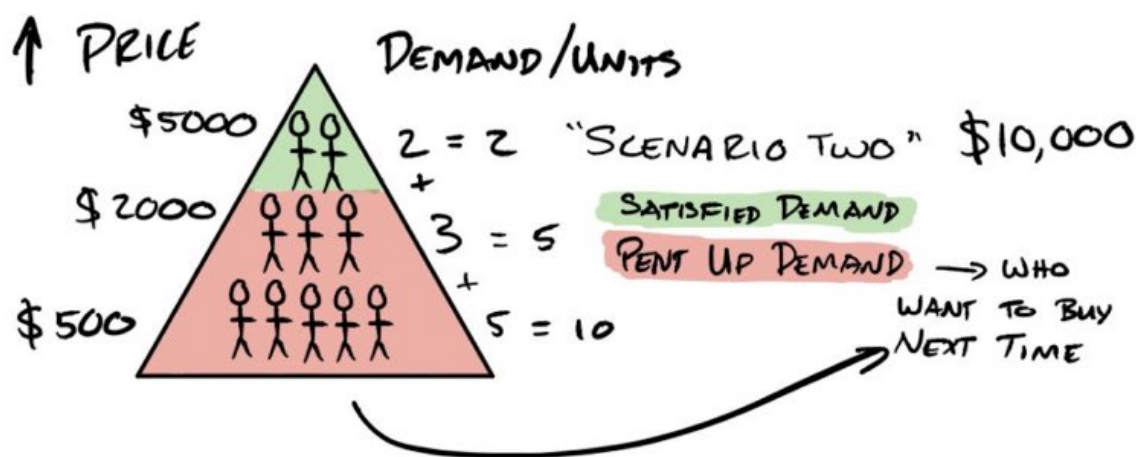 ↑ PRICE DEMAND/UNITS
$5000 2 = 2 "SCENARIO TWO" $10,000
+
$2000 3 = 5 SATISFIED DEMAND
+
PENT UP DEMAND → WHO
WANT TO BUY
NEXT TIME
$500 5 = 10